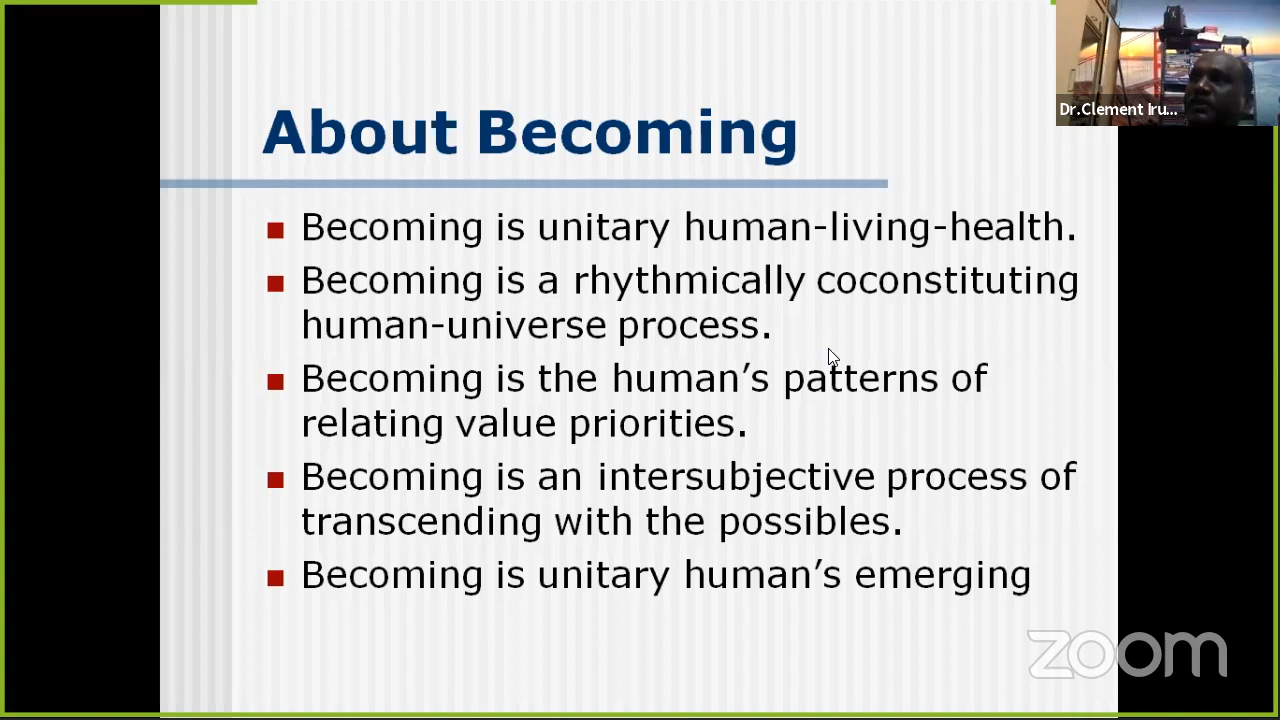 Dr.Clement Iru...
About Becoming
Becoming is unitary human-living-health.
Becoming is a rhythmically coconstituting
human-universe process.
Becoming is the human’s patterns of
relating value priorities.
Becoming is an intersubjective process of
transcending with the possibles.
Becoming is unitary human’s emerging
zoom